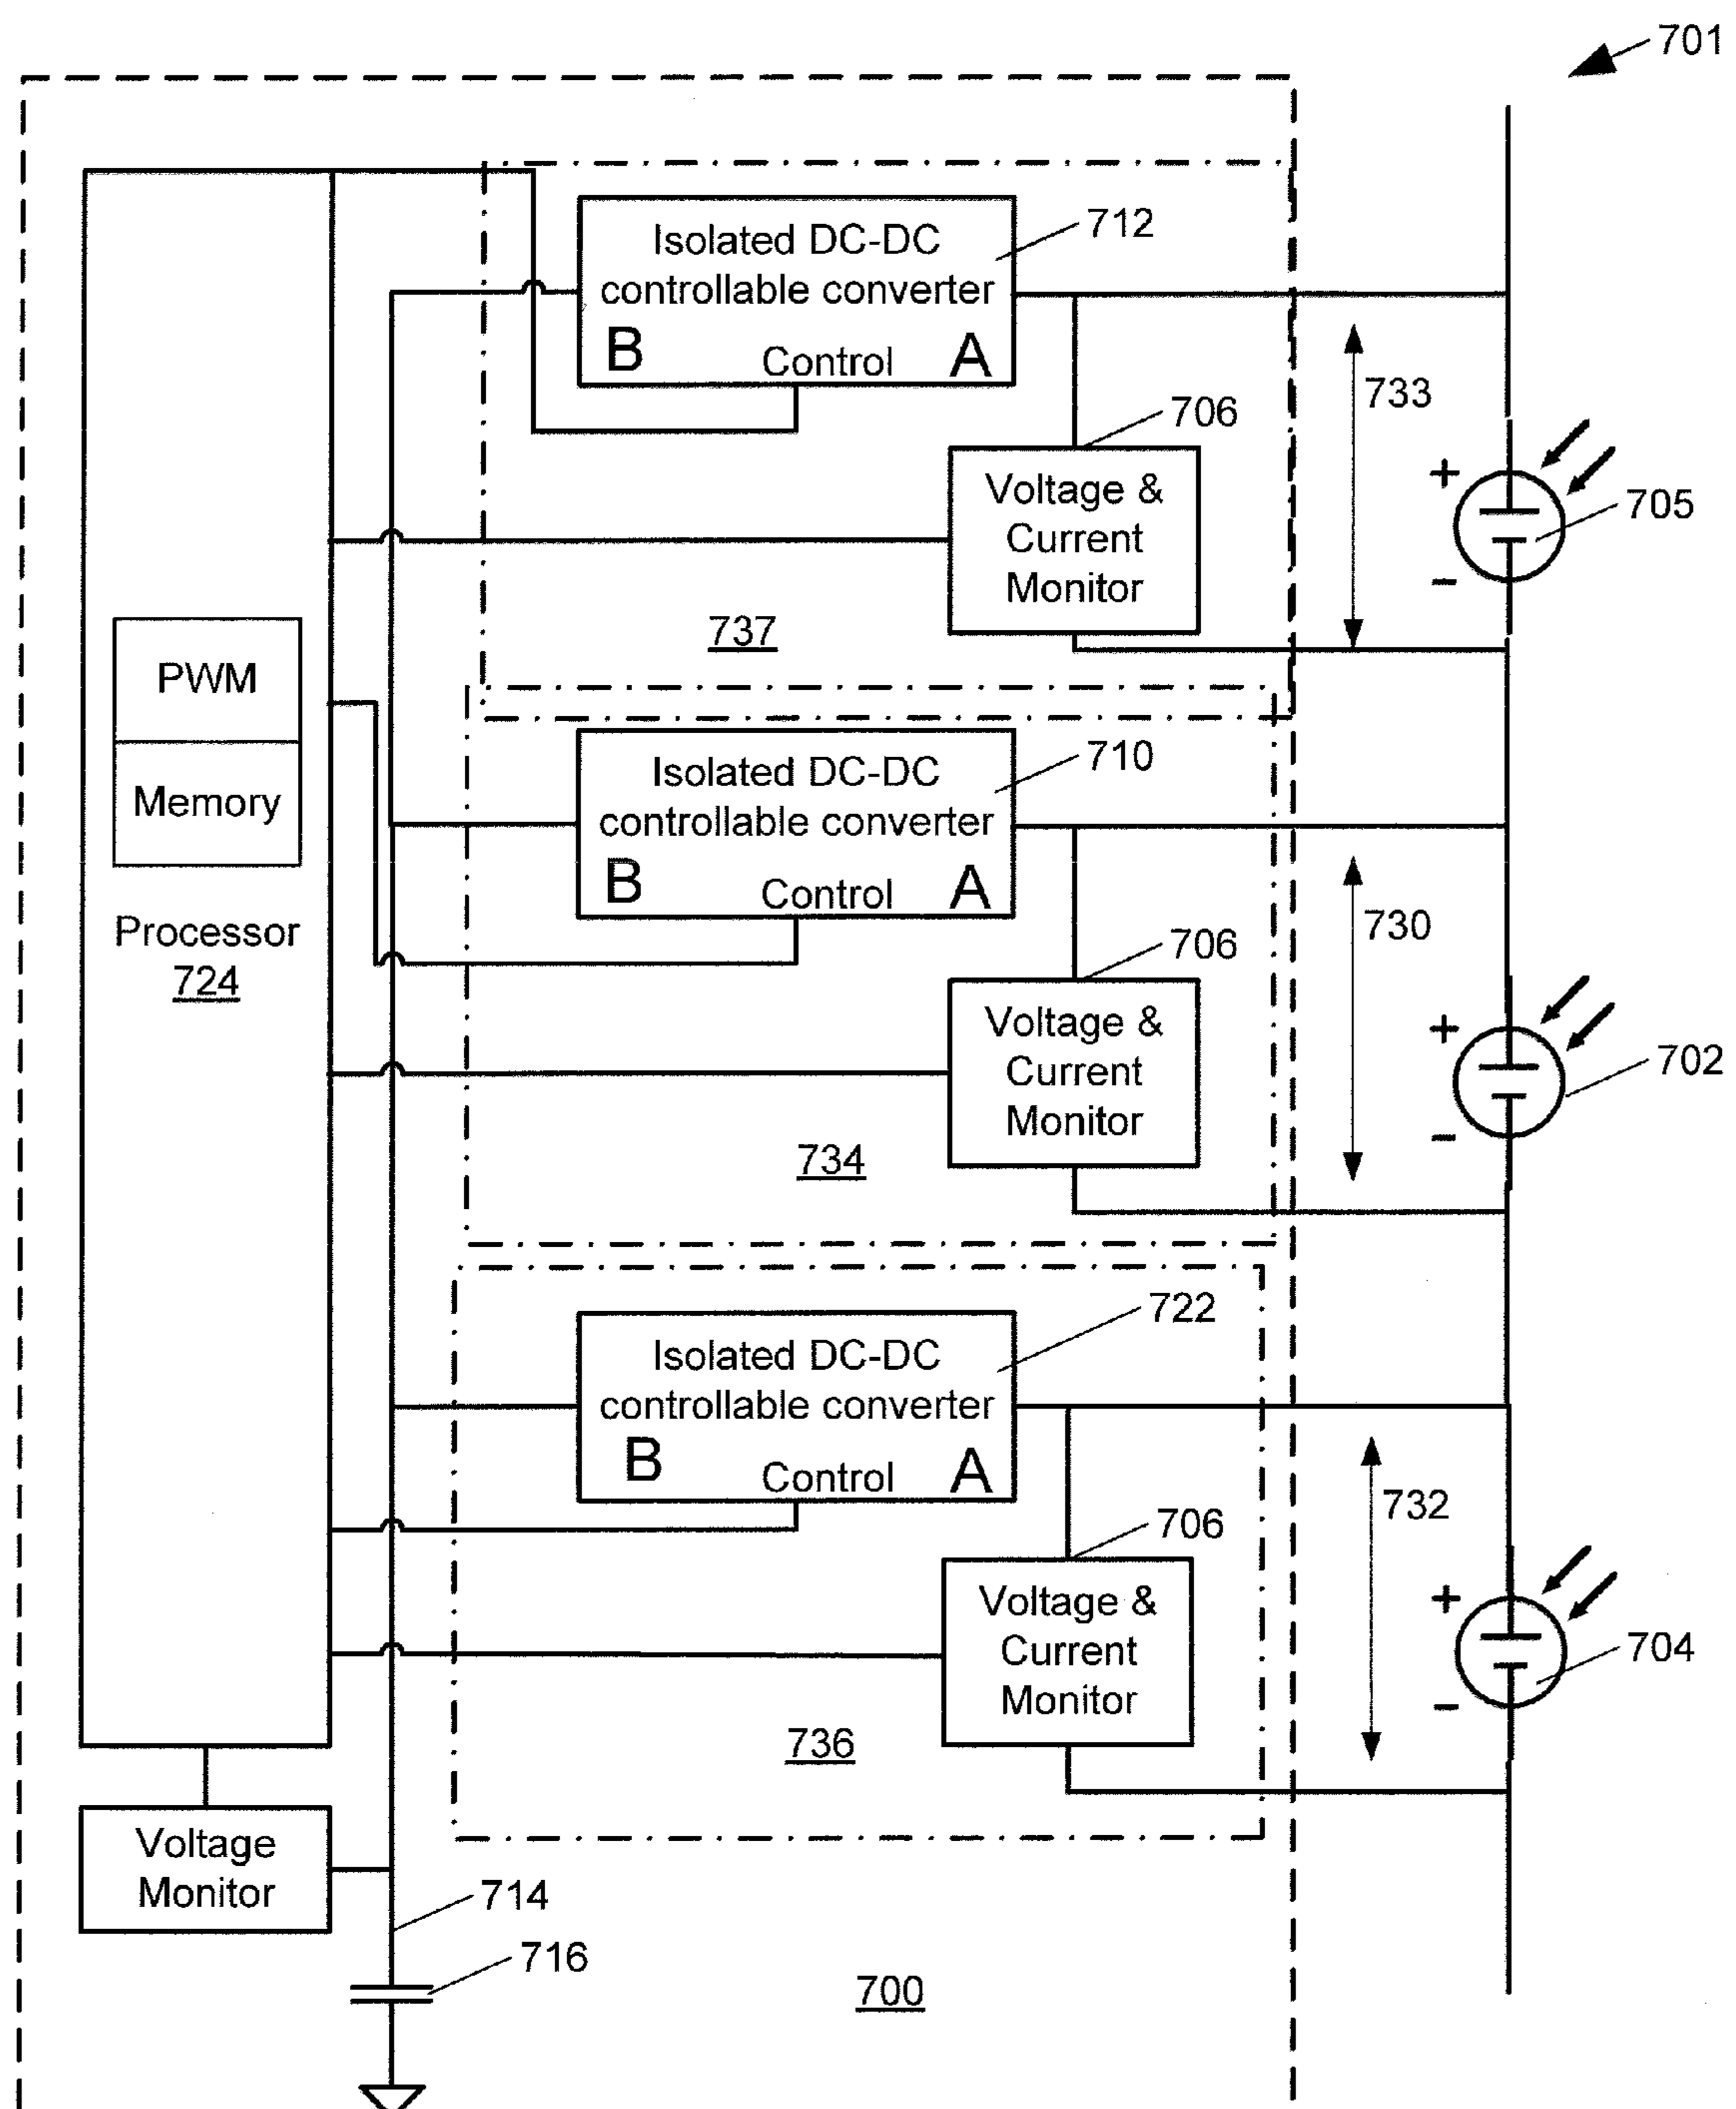 701
Isolated DC-DC
controllable converter
B Control A
712
733
706
Voltage &
Current
Monitor
+
-
705
737
PWM
Memory
Processor
724
Isolated DC-DC
controllable converter
B Control A
710
730
706
Voltage &
Current
Monitor
+
-
702
734
Isolated DC-DC
controllable converter
B Control A
722
732
706
Voltage &
Current
Monitor
+
-
704
736
Voltage
Monitor
714
716
700